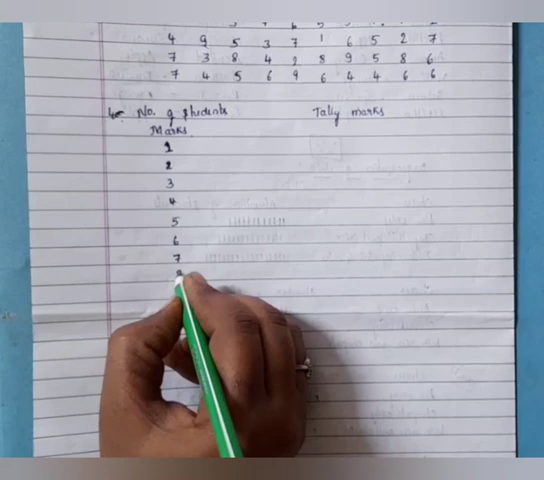 4 9 5 3 7 1 6 5 2 7
7 3 8 4 2 8 9 5 8 6
7 4 5 6 9 6 4 4 6 6
No. of students Tally marks
Marks
1
2
3
4
5
6
7
8